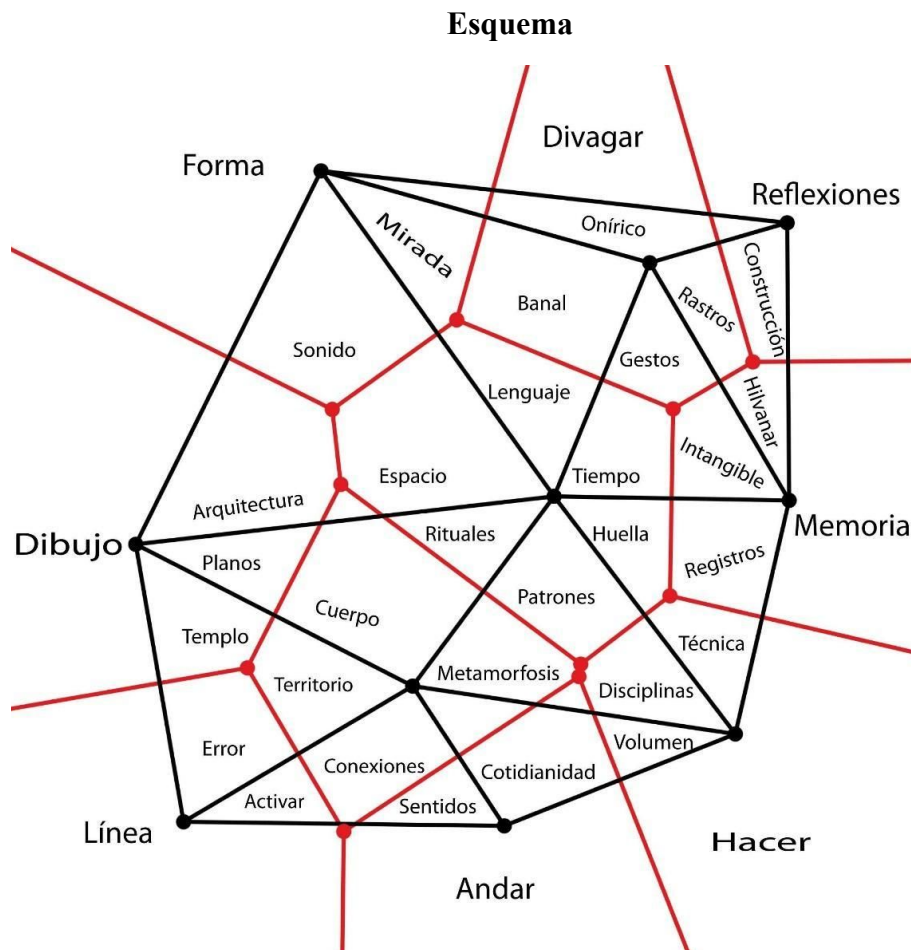 Esquema
Divagar
Forma
Reflexiones
Onírico
Mirada
Construcción
Banal
Rastros
Sonido
Gestos
Lenguaje
Hilvanar
Intangible
Espacio
Tiempo
Arquitectura
Memoria
Rituales
Huella
Dibujo
Planos
Registros
Patrones
Cuerpo
Templo
Técnica
Metamorfosis
Territorio
Disciplinas
Error
Volumen
Conexiones
Cotidianidad
Activar
Sentidos
Línea
Hacer
Andar